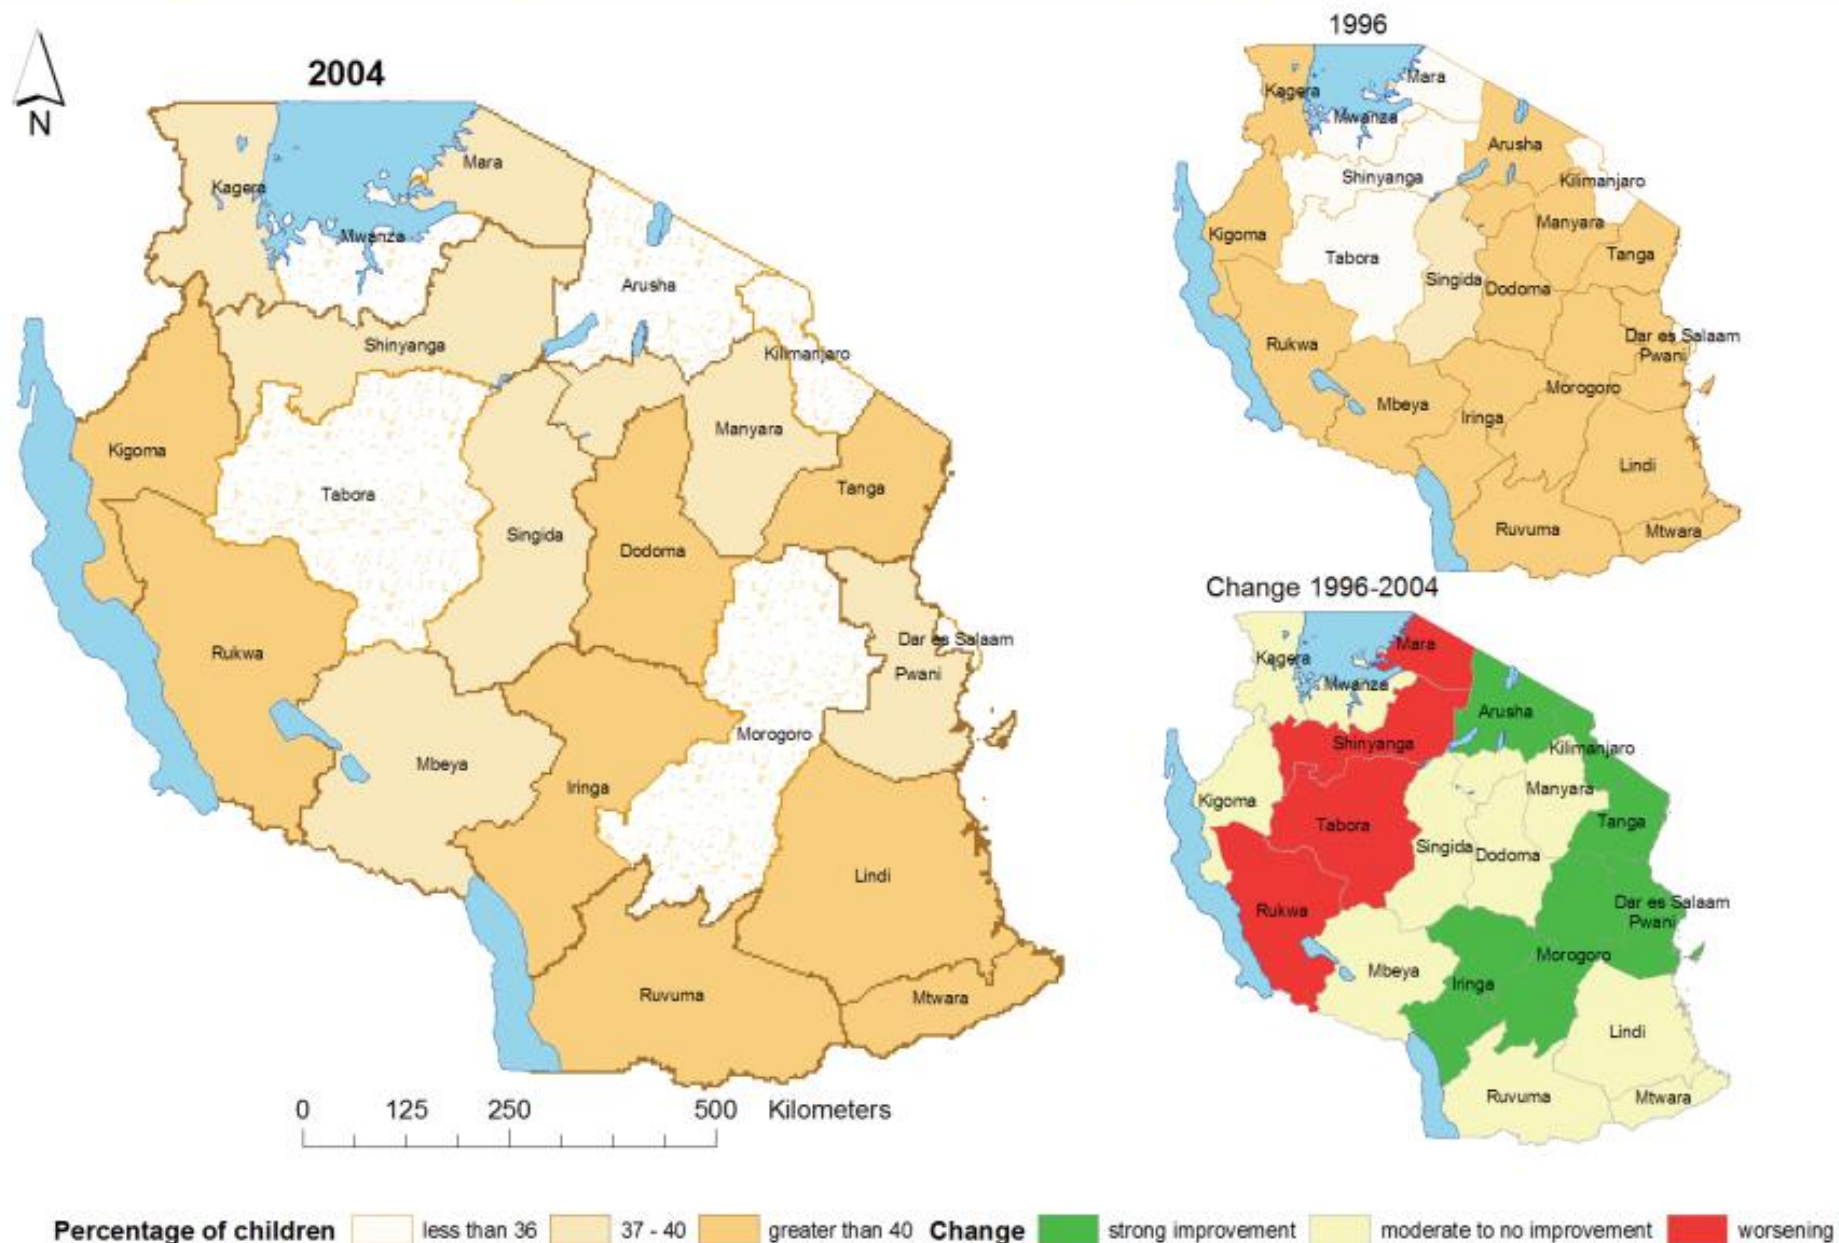 2004
N
Kagera
Mara
Mwanza
Arusha
Shinyanga
Kilimanjaro
Kigoma
Manyara
Tabora
Tanga
Singida
Dodoma
Dar es Salaam
Rukwa
Pwani
Morogoro
Mbeya
Iringa
Lindi
Ruvuma
Mtwara
0 125 250 500 Kilometers
1996
Mara
Kagera
Mwanza
Arusha
Shinyanga
Kilimanjaro
Manyara
Kigoma
Tanga
Tabora
Singida
Dodoma
Dar es Salaam
Rukwa
Pwani
Morogoro
Mbeya
Iringa
Lindi
Ruvuma
Mtwara
Change 1996-2004
Mara
Kagera
Mwanza
Arusha
Shinyanga
Kilimanjaro
Manyara
Kigoma
Tanga
Tabora
Singida
Dodoma
Dar es Salaam
Rukwa
Pwani
Morogoro
Mbeya
Iringa
Lindi
Ruvuma
Mtwara
Percentage of children less than 36 37 - 40 greater than 40 Change strong improvement moderate to no improvement worsening